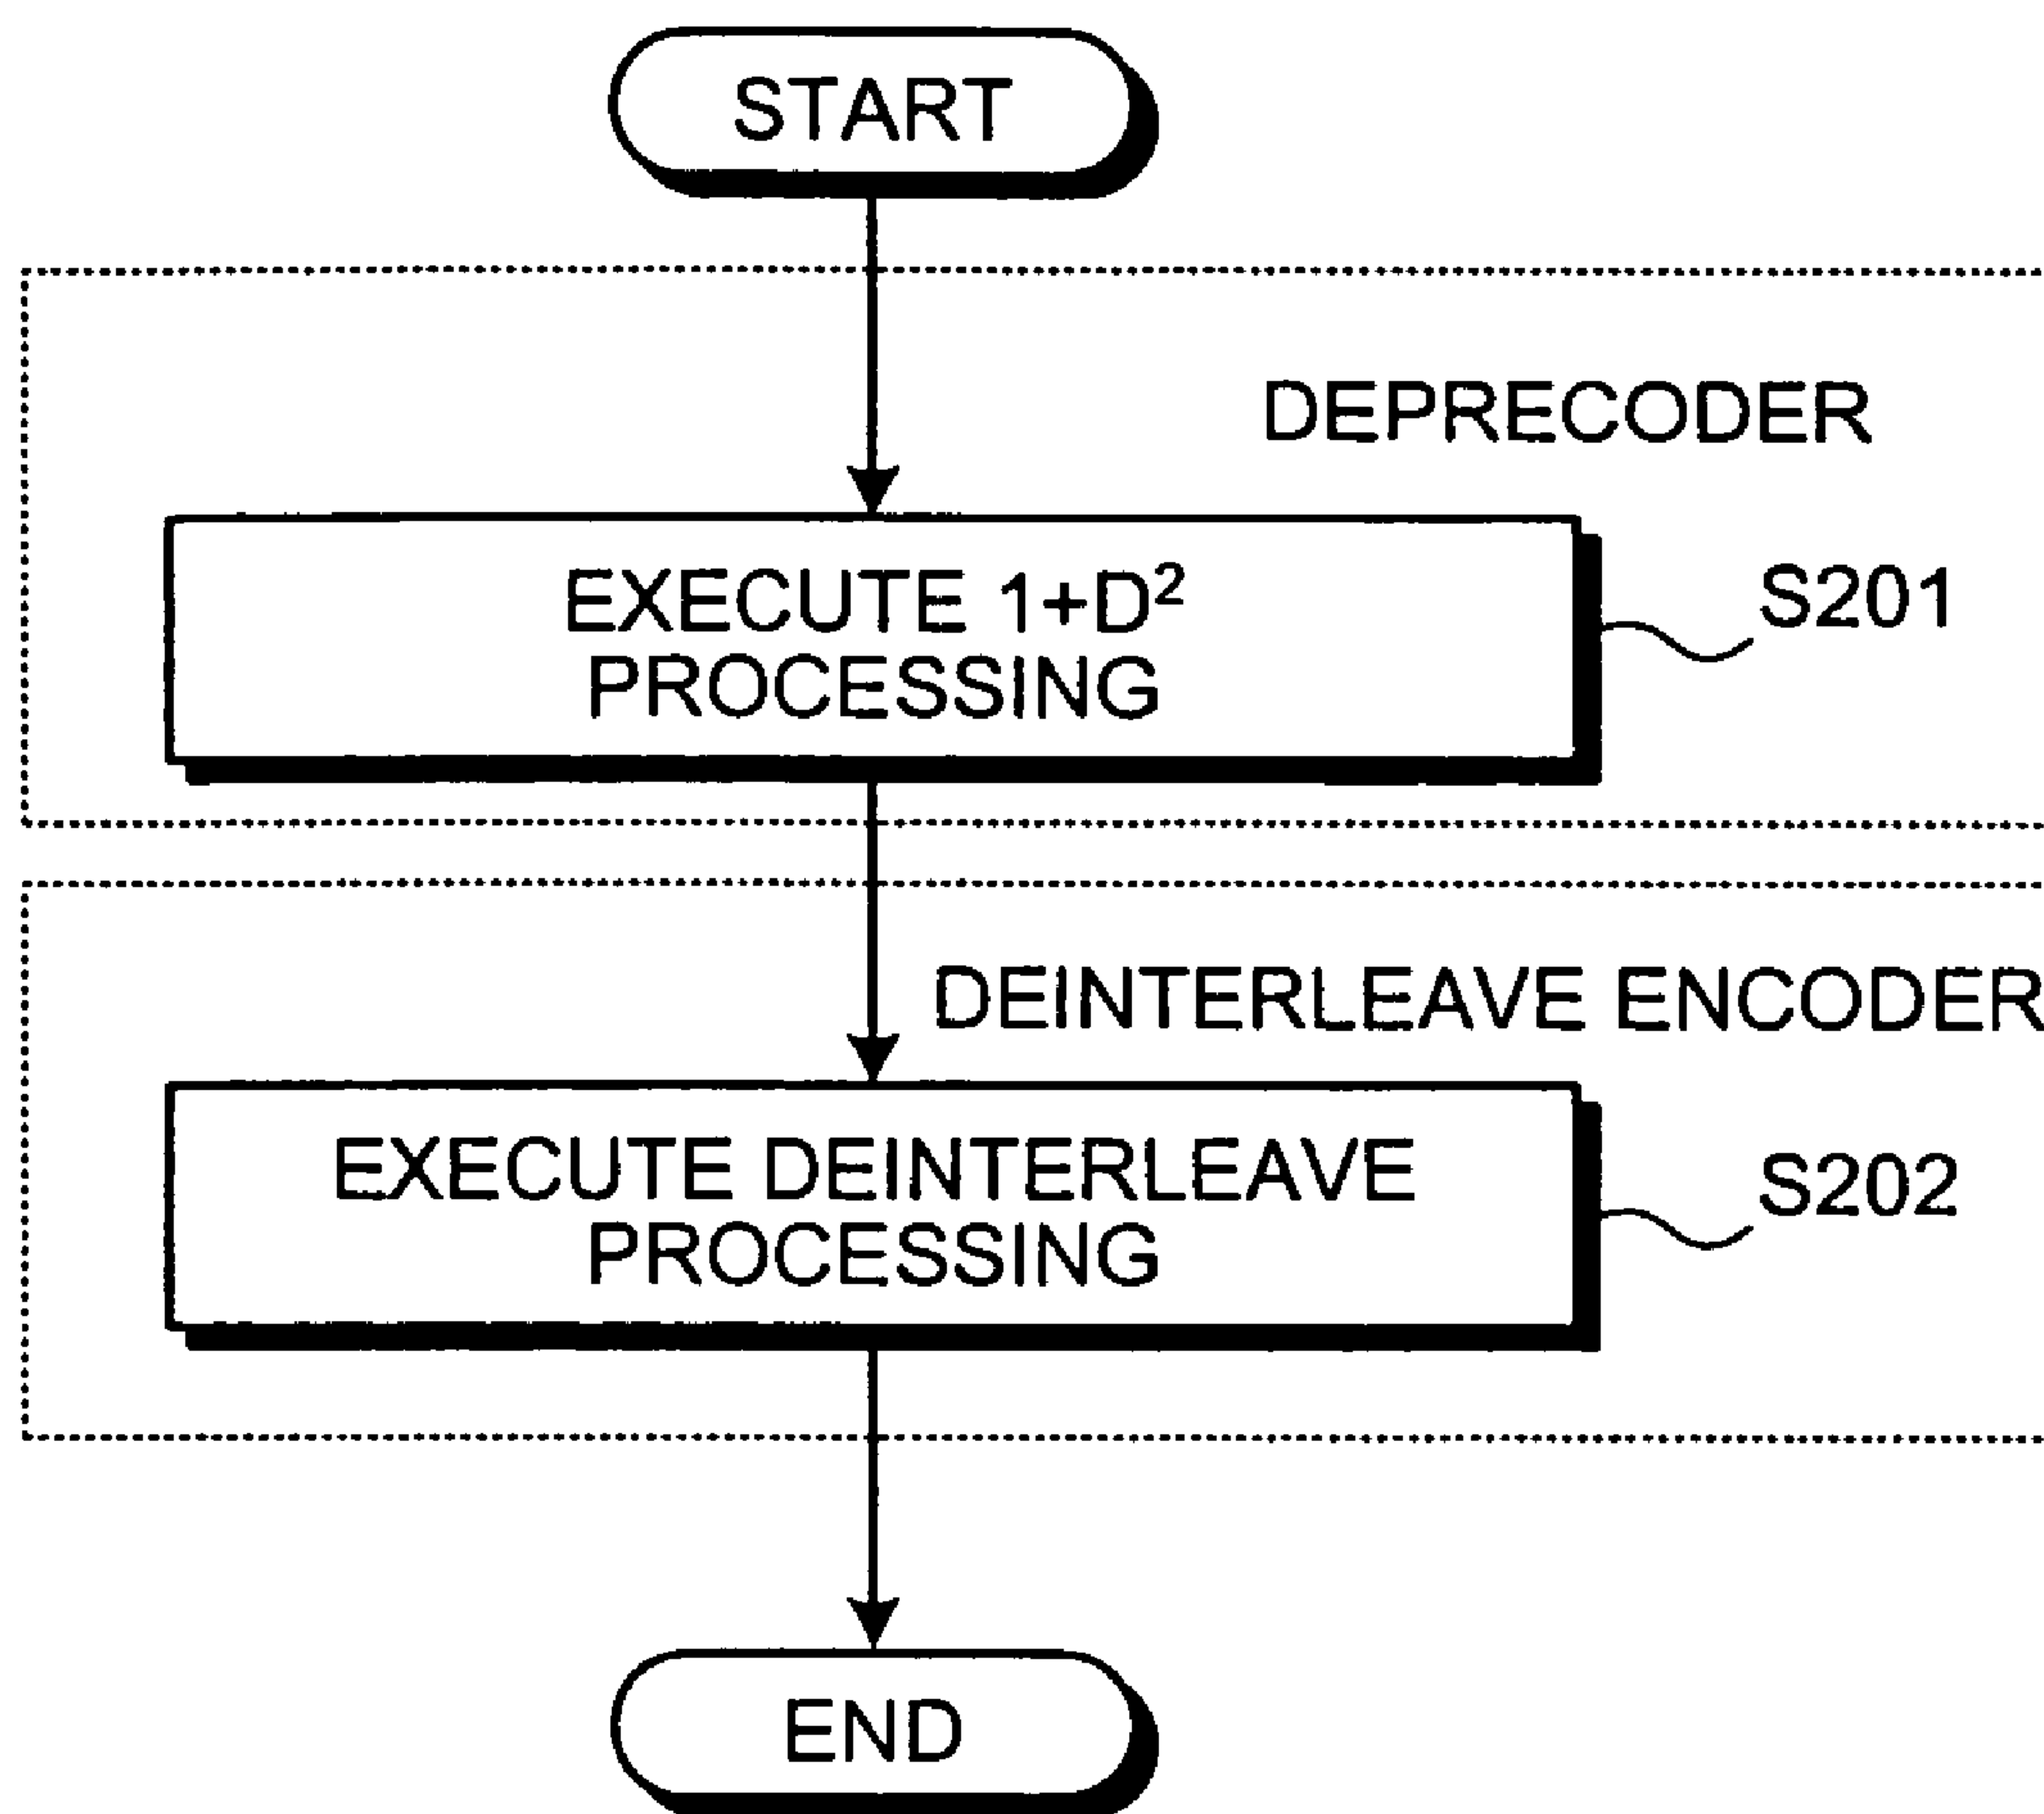 START
DEPRECODER
EXECUTE 1+D²
PROCESSING
S201
DEINTERLEAVE ENCODER
EXECUTE DEINTERLEAVE
PROCESSING
S202
END